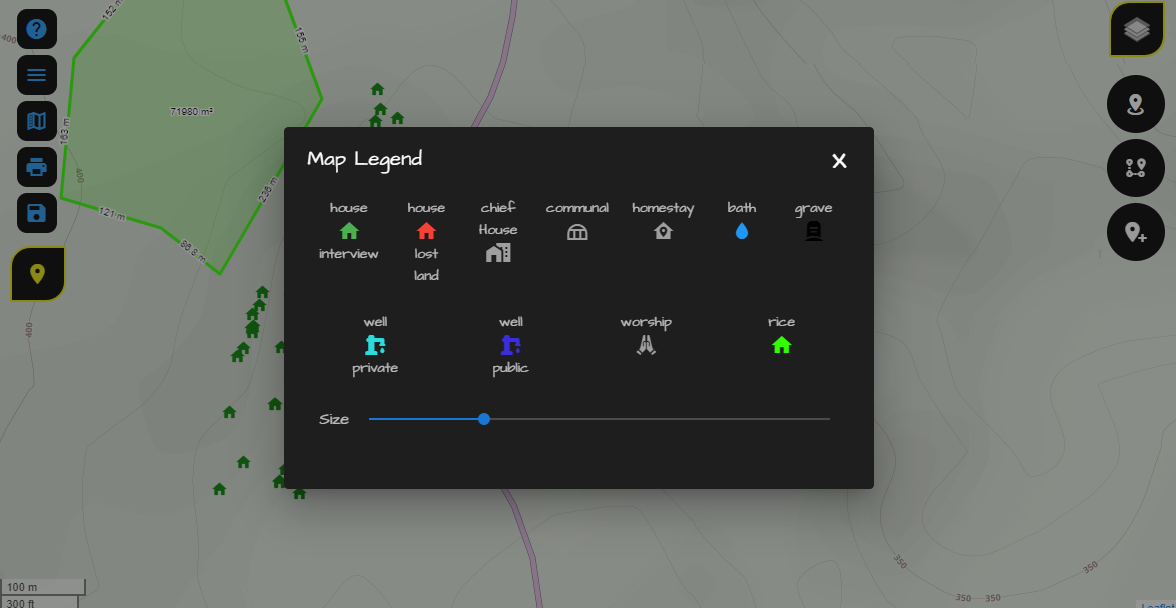 152 m
155 m
400
71980 m²
163 m
400
236 m
121 m
86.8 m
400
Map Legend
X
house
interview
house
lost
land
chief
House
communal
homestay
bath
grave
well
private
well
public
worship
rice
Size
350
350
350
350
100 m
300 ft